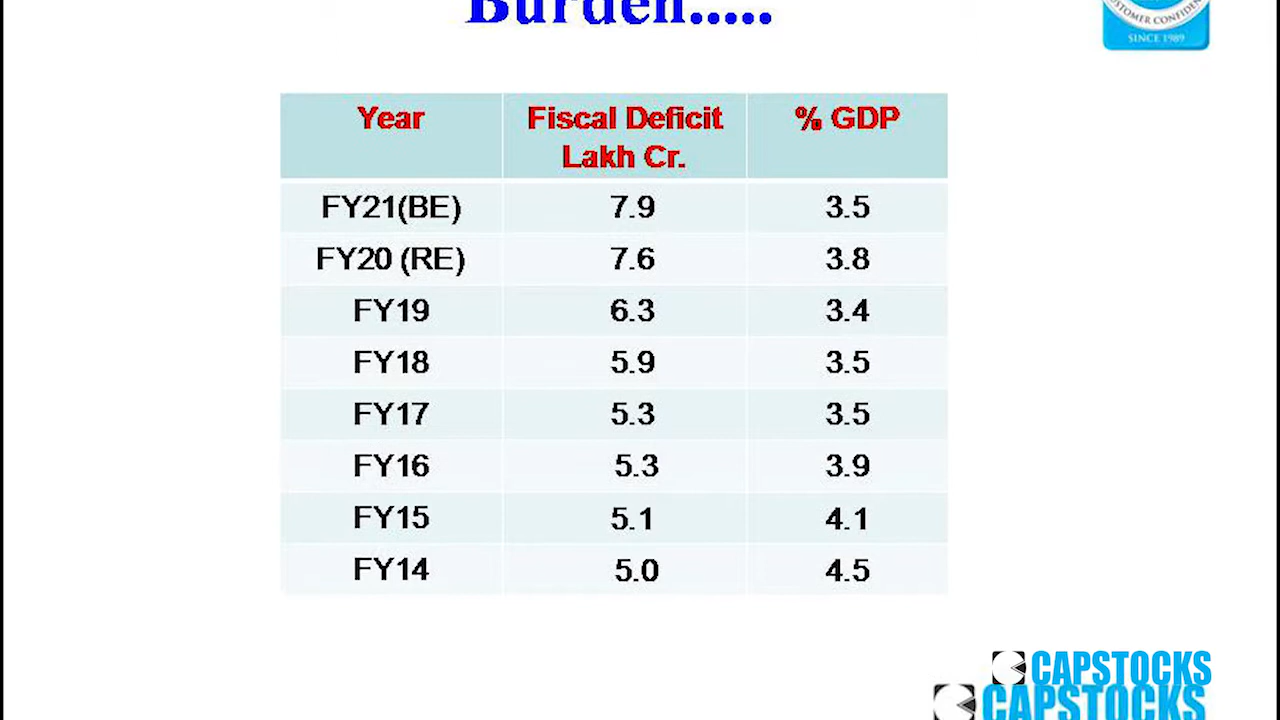 Burden.....
CUSTOMER CONFIDEN
SINCE 1989
Year Fiscal Deficit Lakh Cr. % GDP
FY21(BE) 7.9 3.5
FY20 (RE) 7.6 3.8
FY19 6.3 3.4
FY18 5.9 3.5
FY17 5.3 3.5
FY16 5.3 3.9
FY15 5.1 4.1
FY14 5.0 4.5
CAPSTOCKS
CAPSTOCKS